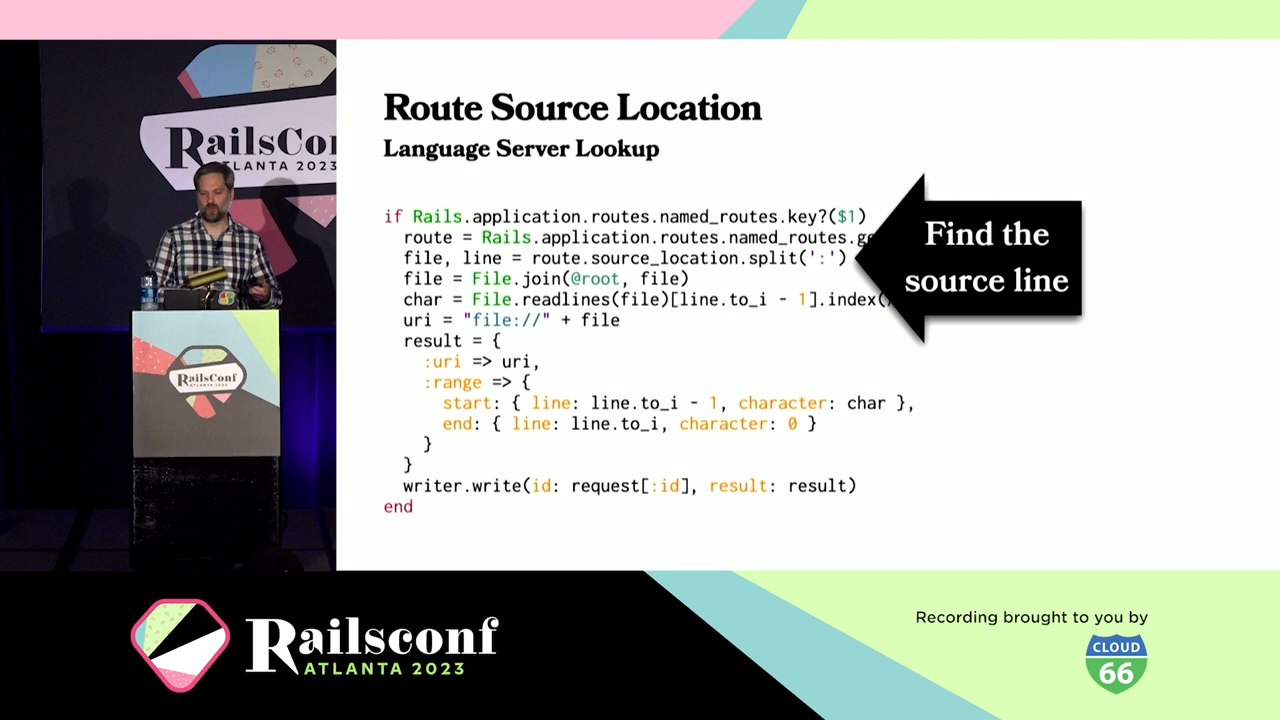 RailsCon
ATLANTA 2023
RailsConf
ATLANTA 2023
Route Source Location
Language Server Lookup
if Rails.application.routes.named_routes.key?($1)
route = Rails.application.routes.named_routes.ge
file, line = route.source_location.split(':')
file = File.join(@root, file)
char = File.readlines(file)[line.to_i - 1].index(
uri = "file://" + file
result = {
:uri => uri,
:range => {
start: { line: line.to_i - 1, character: char },
end: { line: line.to_i, character: 0 }
}
}
writer.write(id: request[:id], result: result)
end
Find the
source line
Railsconf
ATLANTA 2023
Recording brought to you by
CLOUD
66